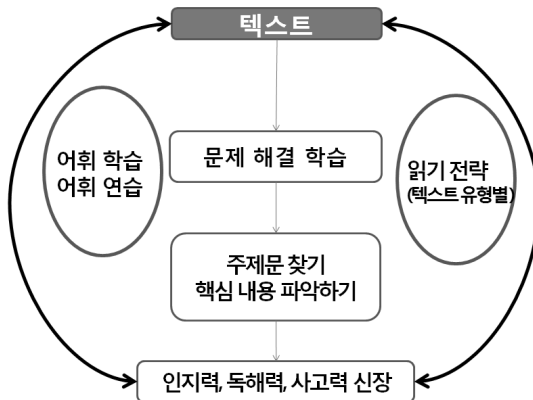 텍스트
어휘 학습
어휘 연습
문제 해결 학습
읽기 전략
(텍스트 유형별)
주제문 찾기
핵심 내용 파악하기
인지력, 독해력, 사고력 신장